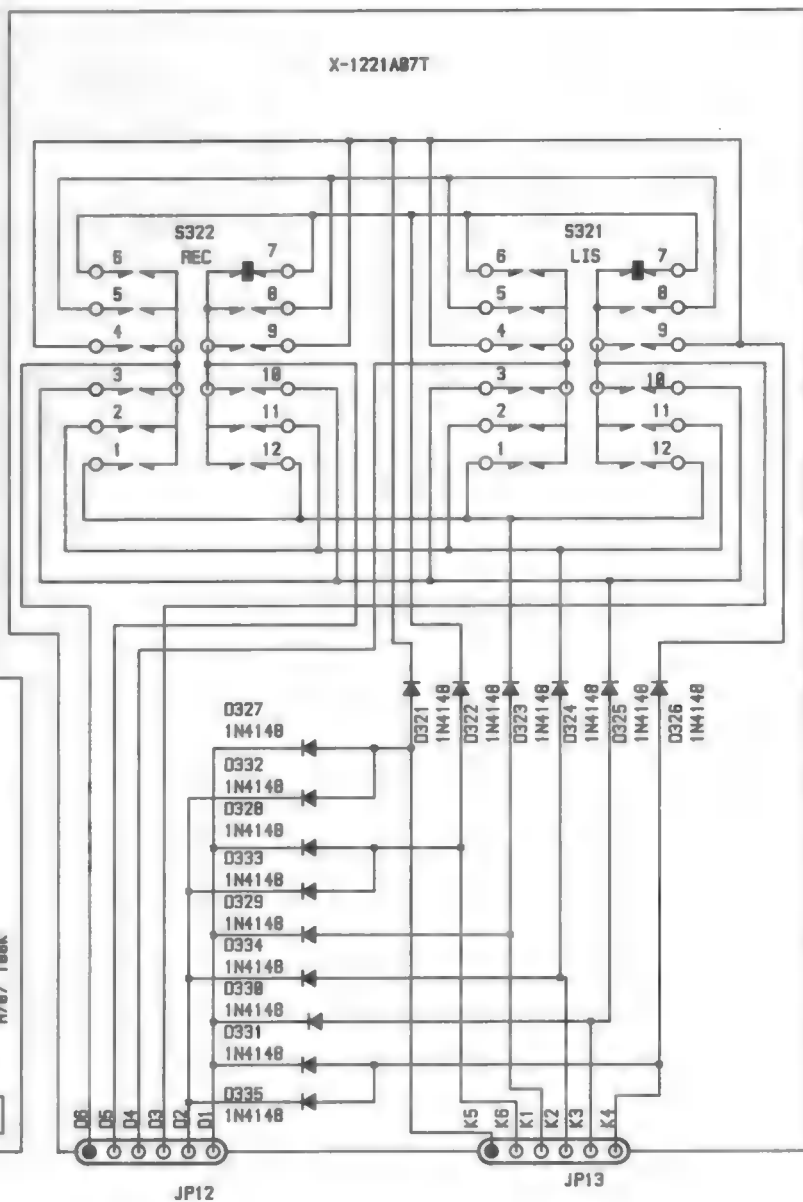 X-1221A07T
S322
REC
6
5
4
3
2
1
7
8
9
10
11
12
S321
LIS
6
5
4
3
2
1
7
8
9
10
11
12
D327
1N4148
D332
1N4148
D328
1N4148
D333
1N4148
D329
1N4148
D334
1N4148
D330
1N4148
D331
1N4148
D335
1N4148
D321
1N4148
D322
1N4148
D323
1N4148
D324
1N4148
D325
1N4148
D326
1N4148
D6
D5
D4
D3
D2
D1
JP12
K5
K6
K1
K2
K3
K4
JP13